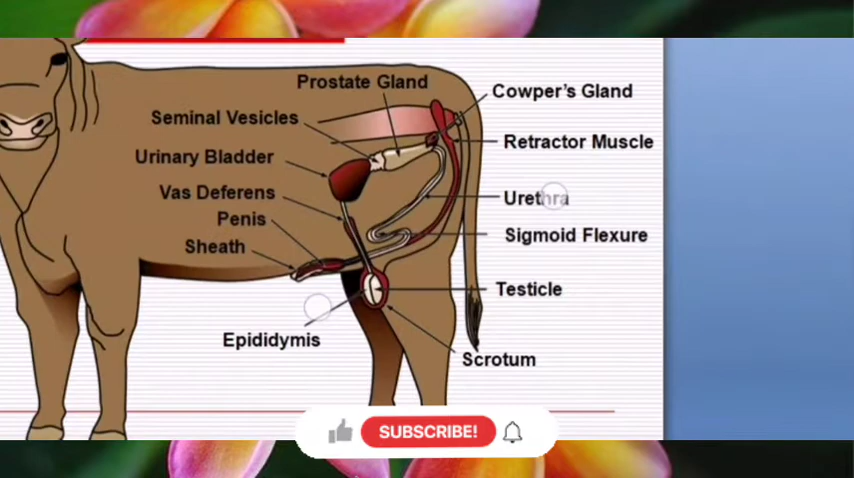 Prostate Gland
Cowper's Gland
Seminal Vesicles
Retractor Muscle
Urinary Bladder
Vas Deferens
Urethra
Penis
Sigmoid Flexure
Sheath
Testicle
Epididymis
Scrotum
SUBSCRIBE!